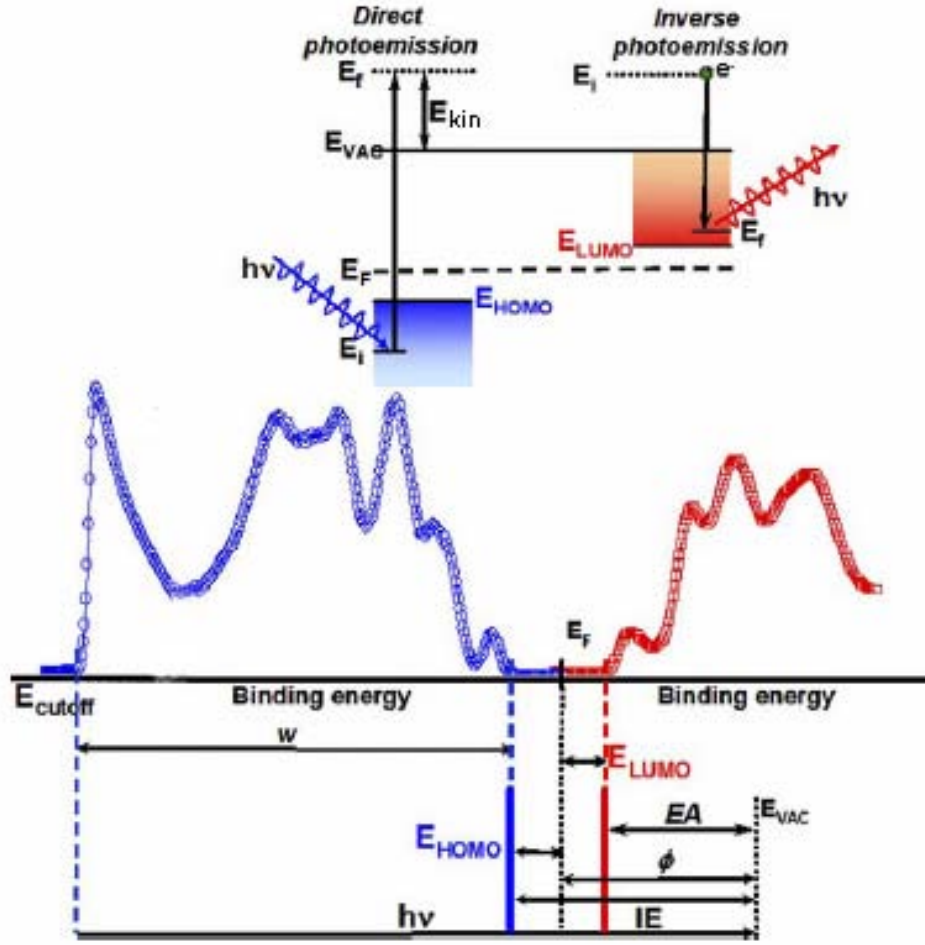 Direct photoemission
Inverse photoemission
E_f
E_i
e-
E_kin
E_VAC
hν
E_f
E_LUMO
hν
E_F
E_HOMO
E_i
E_F
E_cutoff
Binding energy
Binding energy
w
E_LUMO
EA
E_VAC
E_HOMO
ϕ
hν
IE